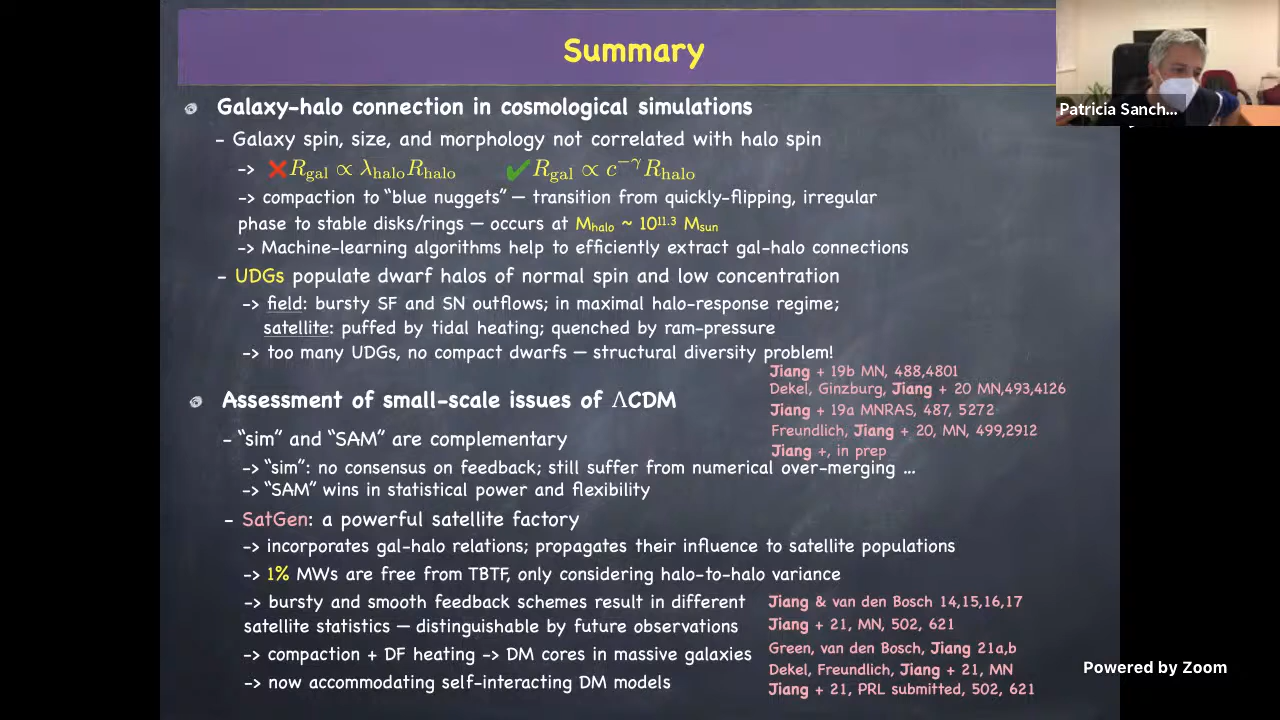 Summary
Patricia Sanch...
Galaxy-halo connection in cosmological simulations
– Galaxy spin, size, and morphology not correlated with halo spin
-> ❌ R_gal ∝ λ_halo R_halo ✔ R_gal ∝ c^−γ R_halo
-> compaction to "blue nuggets" — transition from quickly-flipping, irregular
phase to stable disks/rings — occurs at M_halo ~ 10^11.3 M_sun
-> Machine-learning algorithms help to efficiently extract gal-halo connections
– UDGs populate dwarf halos of normal spin and low concentration
-> field: bursty SF and SN outflows; in maximal halo-response regime;
satellite: puffed by tidal heating; quenched by ram-pressure
-> too many UDGs, no compact dwarfs — structural diversity problem!
Jiang + 19b MN, 488,4801
Dekel, Ginzburg, Jiang + 20 MN,493,4126
Jiang + 19a MNRAS, 487, 5272
Freundlich, Jiang + 20, MN, 499,2912
Jiang +, in prep
Assessment of small-scale issues of ΛCDM
– "sim" and "SAM" are complementary
-> "sim": no consensus on feedback; still suffer from numerical over-merging ...
-> "SAM" wins in statistical power and flexibility
– SatGen: a powerful satellite factory
-> incorporates gal-halo relations; propagates their influence to satellite populations
-> 1% MWs are free from TBTF, only considering halo-to-halo variance
-> bursty and smooth feedback schemes result in different
satellite statistics — distinguishable by future observations
-> compaction + DF heating -> DM cores in massive galaxies
-> now accommodating self-interacting DM models
Jiang & van den Bosch 14,15,16,17
Jiang + 21, MN, 502, 621
Green, van den Bosch, Jiang 21a,b
Dekel, Freundlich, Jiang + 21, MN
Jiang + 21, PRL submitted, 502, 621
Powered by Zoom